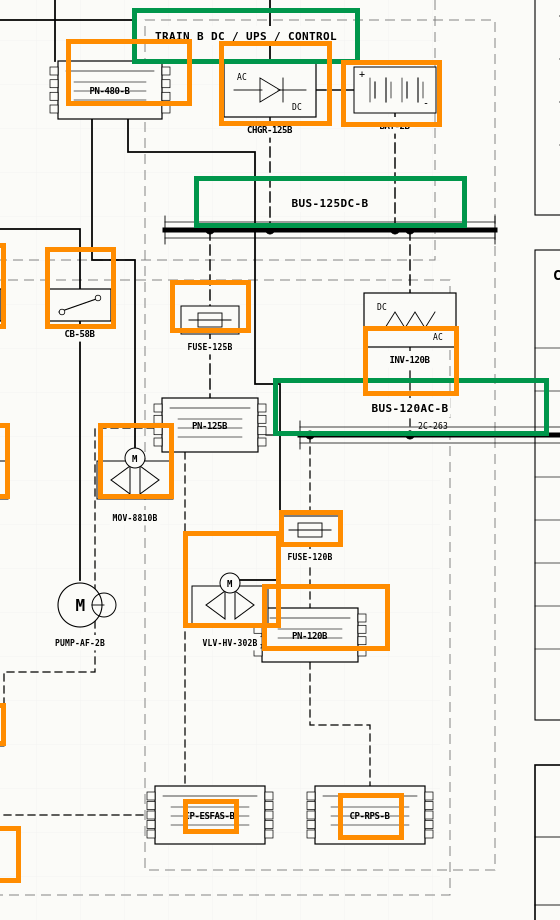 TRAIN B DC / UPS / CONTROL
AC
DC
+
-
PN-480-B
CHGR-125B
BUS-125DC-B
CB-58B
FUSE-125B
DC
AC
INV-120B
BUS-120AC-B
2C-263
PN-125B
M
MOV-8810B
FUSE-120B
M
M
VLV-HV-302B
PN-120B
PUMP-AF-2B
CP-RPS-B